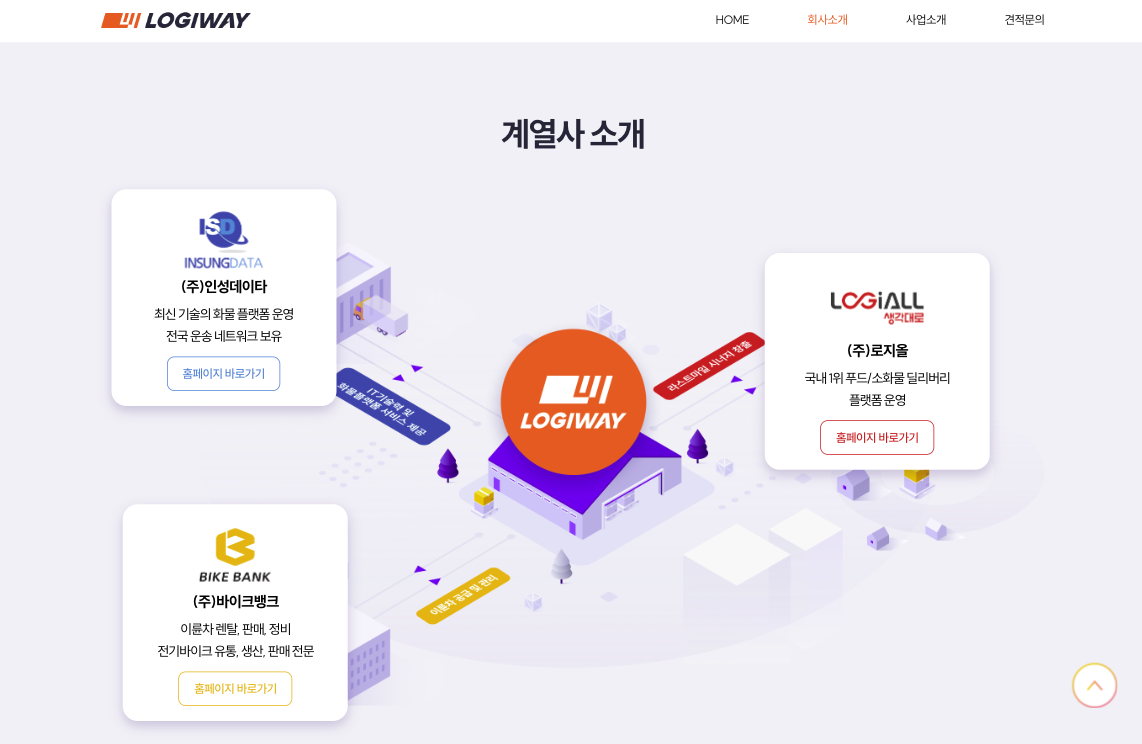 LOGIWAY
HOME
회사소개
사업소개
견적문의
계열사 소개
ISD
INSUNGDATA
(주)인성데이타
최신 기술의 화물 플랫폼 운영
전국 운송 네트워크 보유
홈페이지 바로가기
IT기술력 및
화물플랫폼 서비스 제공
LOGIWAY
라스트마일 시너지 창출
LOGiALL
생각대로
(주)로지올
국내 1위 푸드/소화물 딜리버리
플랫폼 운영
홈페이지 바로가기
BIKE BANK
(주)바이크뱅크
이륜차 렌탈, 판매, 정비
전기바이크 유통, 생산, 판매 전문
홈페이지 바로가기
이륜차 공급 및 관리